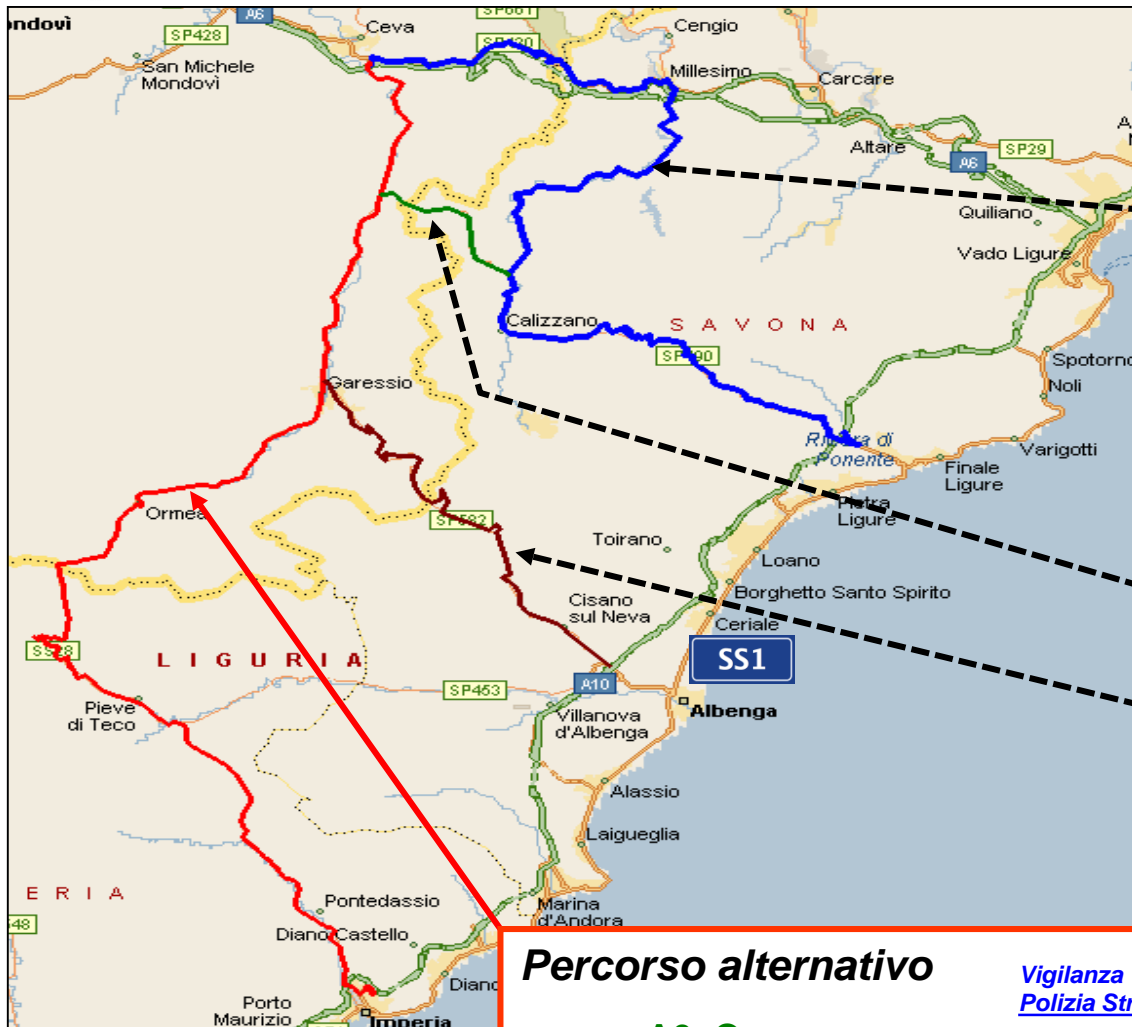 ondovì
A6
SP661
Ceva
Cengio
SP428
SP430
San Michele
Mondovì
Millesimo
Carcare
Altare
SP29
A6
Quiliano
Vado Ligure
Calizzano
S A V O N A
Spotorno
Garessio
Noli
Riviera di
Ponente
Varigotti
Finale
Ligure
Pietra
Ligure
Ormea
SP582
Toirano
Loano
Borghetto Santo Spirito
Cisano
sul Neva
Ceriale
SS28
L I G U R I A
SS1
SP453
A10
Pieve
di Teco
Villanova
d'Albenga
Albenga
Alassio
Laigueglia
E R I A
Pontedassio
Marina
d'Andora
48
Diano Castello
Percorso alternativo
Vigilanza
Polizia Str
Diano
Porto
Maurizio
Imperia